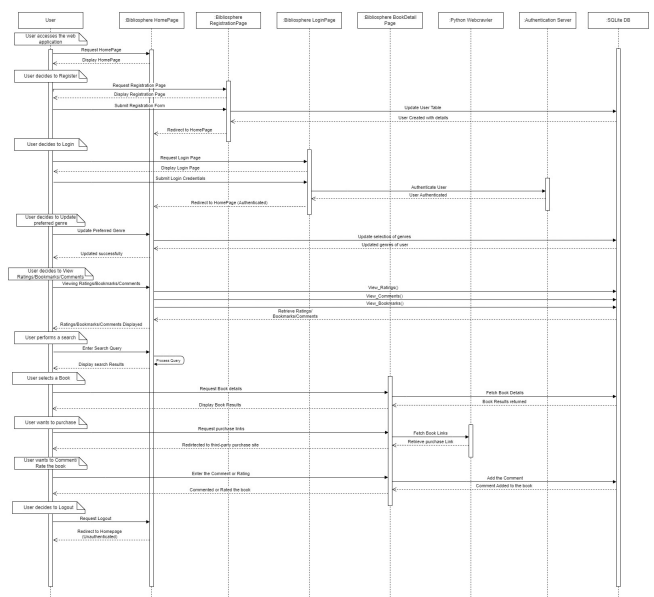 User
:Bibliosphere HomePage
:Bibliosphere
RegistrationPage
:Bibliosphere LoginPage
:Bibliosphere BookDetail
Page
:Python Webcrawler
:Authentication Server
:SQLite DB
User accesses the web
application
Request HomePage
Display HomePage
User decides to Register
Request Registration Page
Display Registration Page
Submit Registration Form
Update User Table
User Created with details
Redirect to HomePage
User decides to Login
Request Login Page
Display Login Page
Submit Login Credentials
Authenticate User
User Authenticated
Redirect to HomePage (Authenticated)
User decides to Update
preferred genre
Update Preferred Genre
Update selection of genres
Updated genres of user
Updated successfully
User decides to View
Ratings/Bookmarks/Comments
Viewing Ratings/Bookmarks/Comments
View_Ratings()
View_Comments()
View_Bookmarks()
Retrieve Ratings/
Bookmarks/Comments
Ratings/Bookmarks/Comments Displayed
User performs a search
Enter Search Query
Process Query
Display search Results
User selects a Book
Request Book details
Fetch Book Details
Book Results returned
Display Book Results
User wants to purchase
Request purchase links
Fetch Book Links
Retrieve purchase Link
Redirected to third-party purchase site
User wants to Comment/
Rate the book
Enter the Comment or Rating
Add the Comment
Comment Added to the book
Commented or Rated the book
User decides to Logout
Request Logout
Redirect to Homepage
(Unauthenticated)